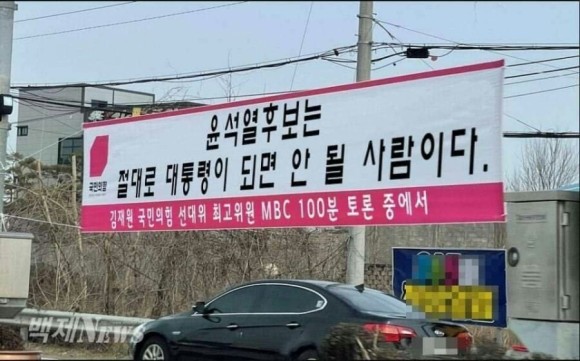 윤석열후보는
절대로 대통령이 되면 안 될 사람이다.
국민의힘
김재원 국민의힘 선대위 최고위원 MBC 100분 토론 중에서
백제News